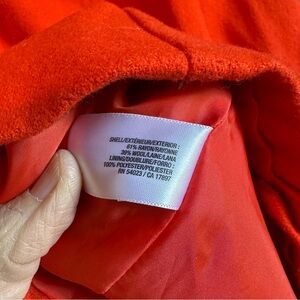 SHELL/EXTÉRIEUR/EXTERIOR :
61% RAYON/RAYONNE
39% WOOL/LAINE/LANA
LINING/DOUBLURE/FORRO :
100% POLYESTER/POLIESTER
RN 54023 / CA 17897